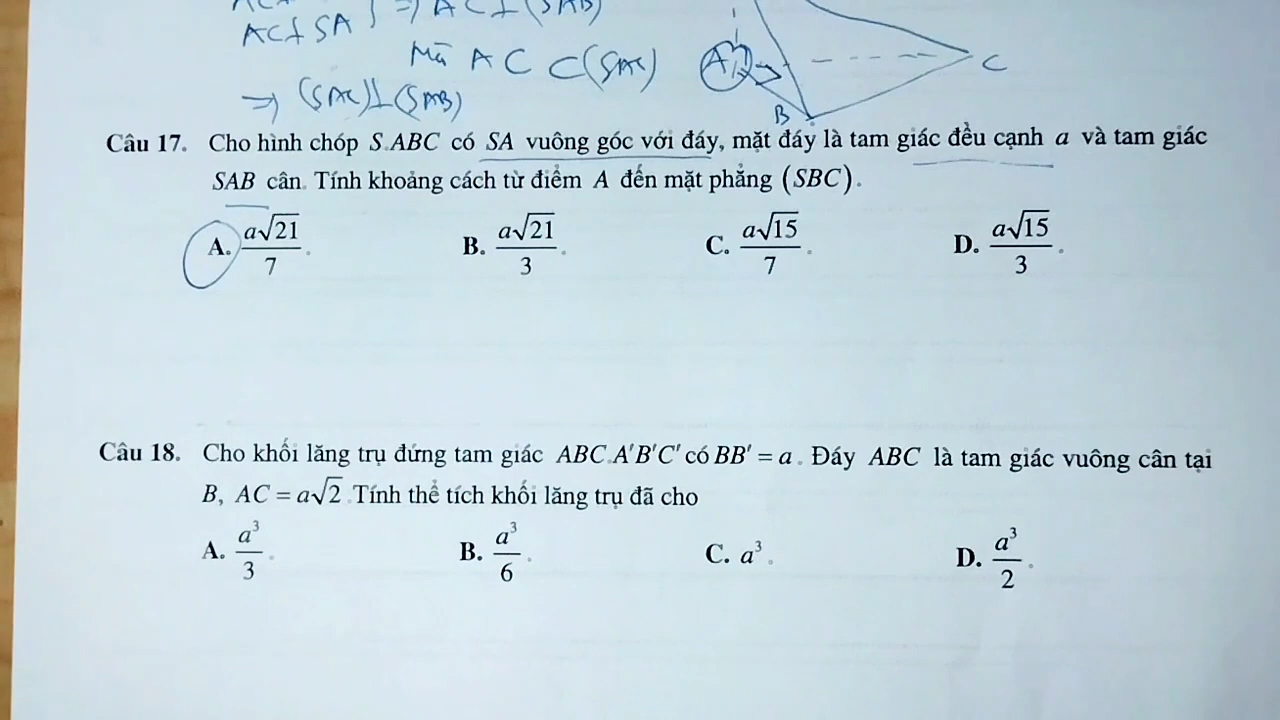 AC ⊥ SA } ⇒ AC ⊥ (SAB)
Mà AC ⊂ (SAC)
⇒ (SAC) ⊥ (SAB)
A
B
C
Câu 17. Cho hình chóp S.ABC có SA vuông góc với đáy, mặt đáy là tam giác đều cạnh a và tam giác
SAB cân. Tính khoảng cách từ điểm A đến mặt phẳng (SBC).
A. a√21/7. B. a√21/3. C. a√15/7. D. a√15/3.
Câu 18. Cho khối lăng trụ đứng tam giác ABC.A'B'C' có BB' = a. Đáy ABC là tam giác vuông cân tại
B, AC = a√2. Tính thể tích khối lăng trụ đã cho
A. a³/3. B. a³/6. C. a³. D. a³/2.